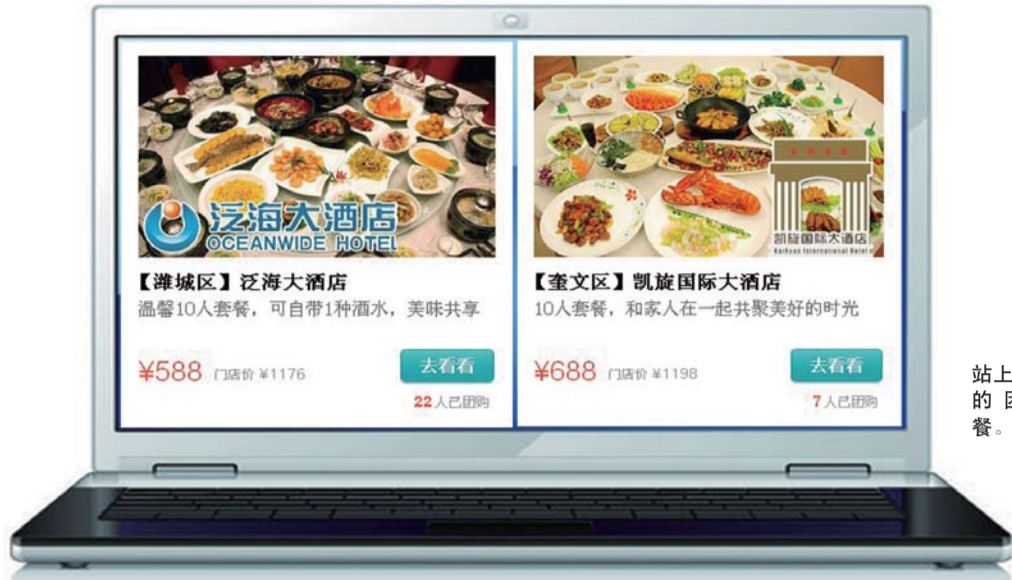 泛海大酒店
OCEANWIDE HOTEL
【潍城区】泛海大酒店
温馨10人套餐，可自带1种酒水，美味共享
¥588 门店价 ¥1176
去看看
22人已团购
凯旋国际大酒店
【奎文区】凯旋国际大酒店
10人套餐，和家人在一起共聚美好的时光
¥688 门店价 ¥1198
去看看
7人已团购
站上
的 团
餐。